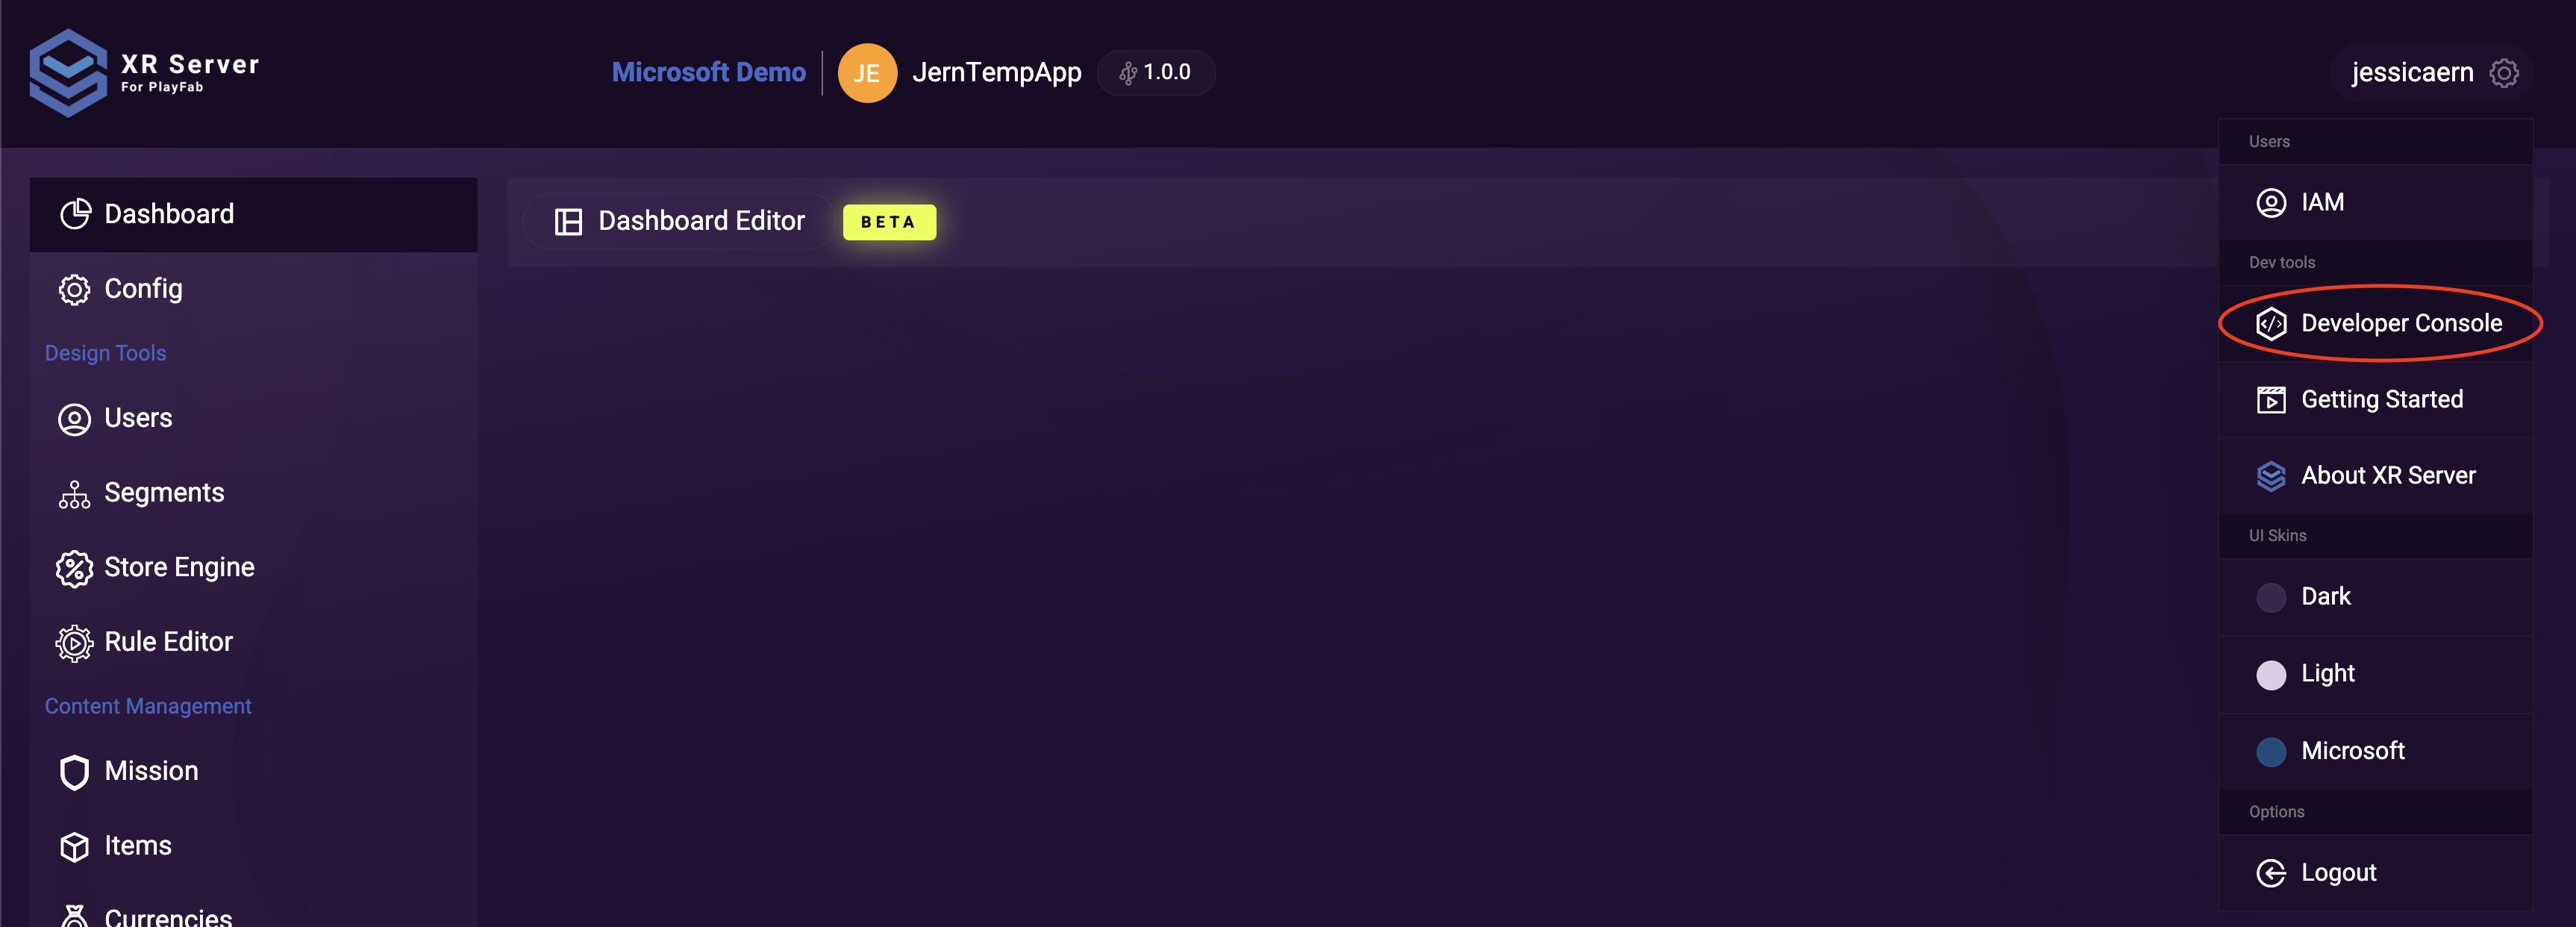 XR Server
For PlayFab
Microsoft Demo
JE
JernTempApp
1.0.0
jessicaern
Dashboard
Config
Design Tools
Users
Segments
Store Engine
Rule Editor
Content Management
Mission
Items
Currencies
Dashboard Editor
BETA
Users
IAM
Dev tools
Developer Console
Getting Started
About XR Server
UI Skins
Dark
Light
Microsoft
Options
Logout